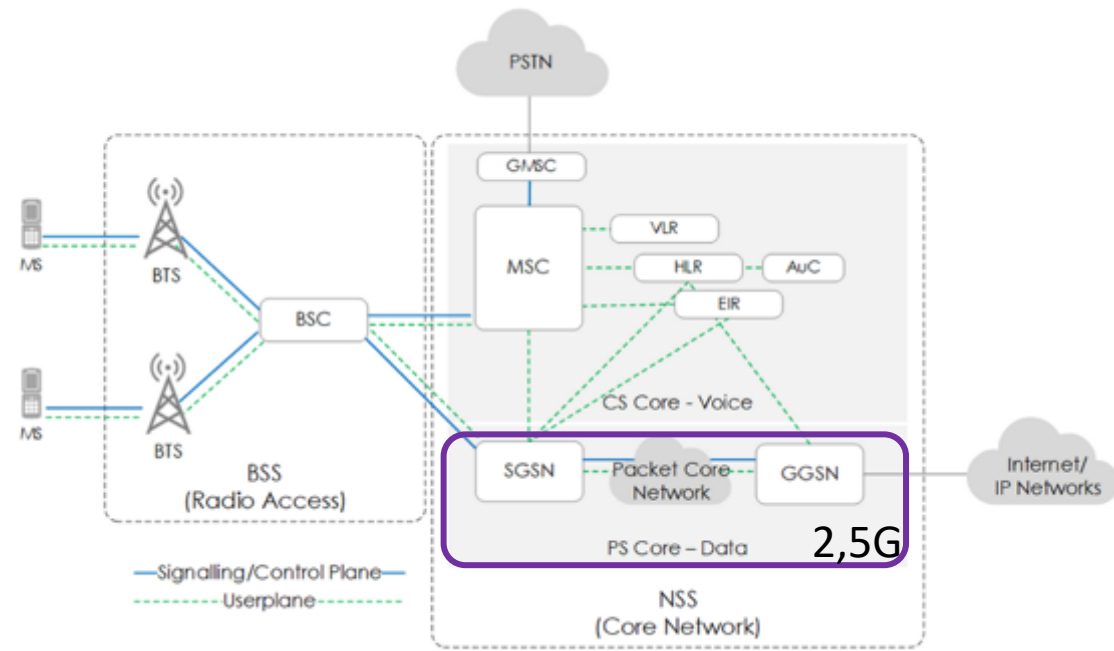 PSTN
GMSC
MSC
VLR
HLR
AuC
EIR
MS
BTS
BSC
MS
BTS
BSS
(Radio Access)
CS Core - Voice
SGSN
Packet Core
Network
GGSN
Internet/
IP Networks
PS Core – Data
2,5G
Signalling/Control Plane
Userplane
NSS
(Core Network)